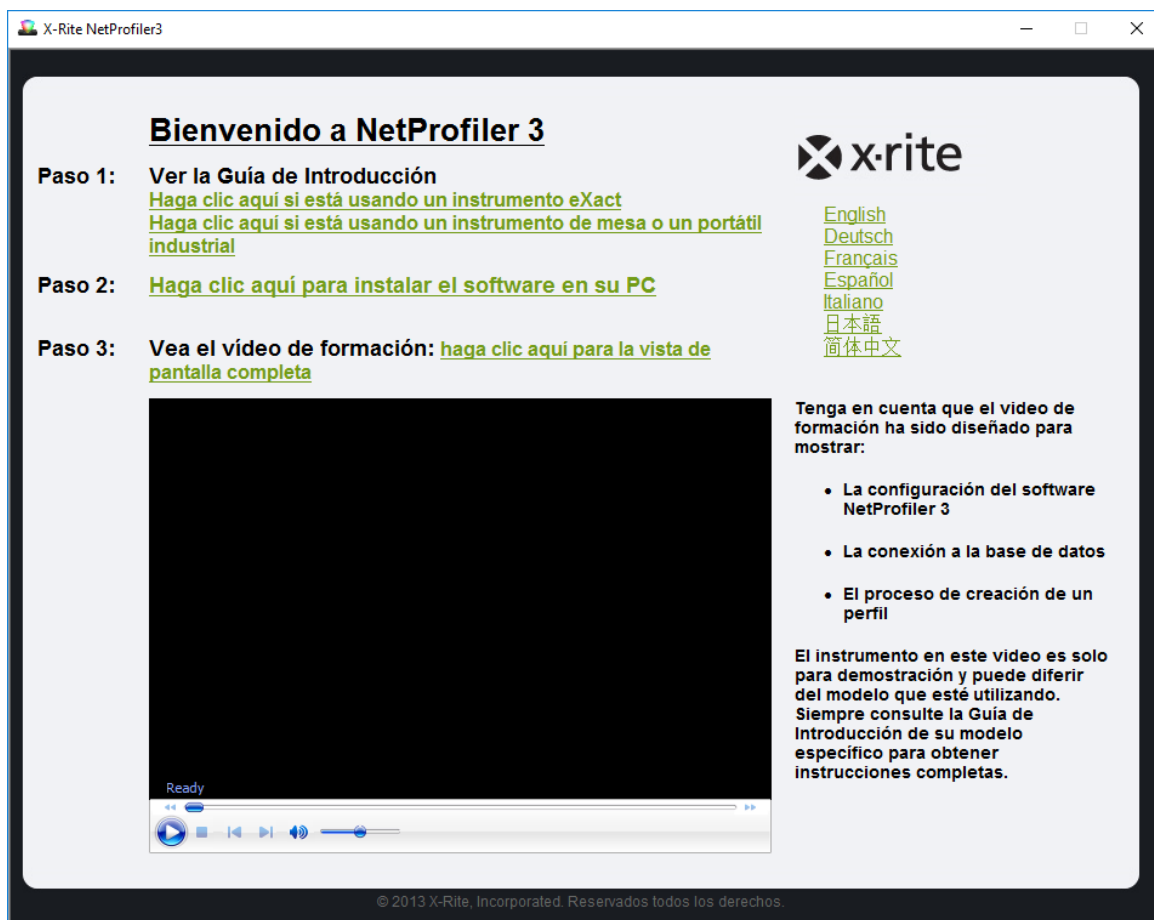 X-Rite NetProfiler3
Bienvenido a NetProfiler 3
x·rite
Paso 1:
Ver la Guía de Introducción
Haga clic aquí si está usando un instrumento eXact
Haga clic aquí si está usando un instrumento de mesa o un portátil
industrial
Paso 2:
Haga clic aquí para instalar el software en su PC
Paso 3:
Vea el vídeo de formación: haga clic aquí para la vista de
pantalla completa
English
Deutsch
Français
Español
Italiano
日本語
简体中文
Ready
Tenga en cuenta que el video de
formación ha sido diseñado para
mostrar:
• La configuración del software
NetProfiler 3
• La conexión a la base de datos
• El proceso de creación de un
perfil
El instrumento en este video es solo
para demostración y puede diferir
del modelo que esté utilizando.
Siempre consulte la Guía de
Introducción de su modelo
específico para obtener
instrucciones completas.
© 2013 X-Rite, Incorporated. Reservados todos los derechos.